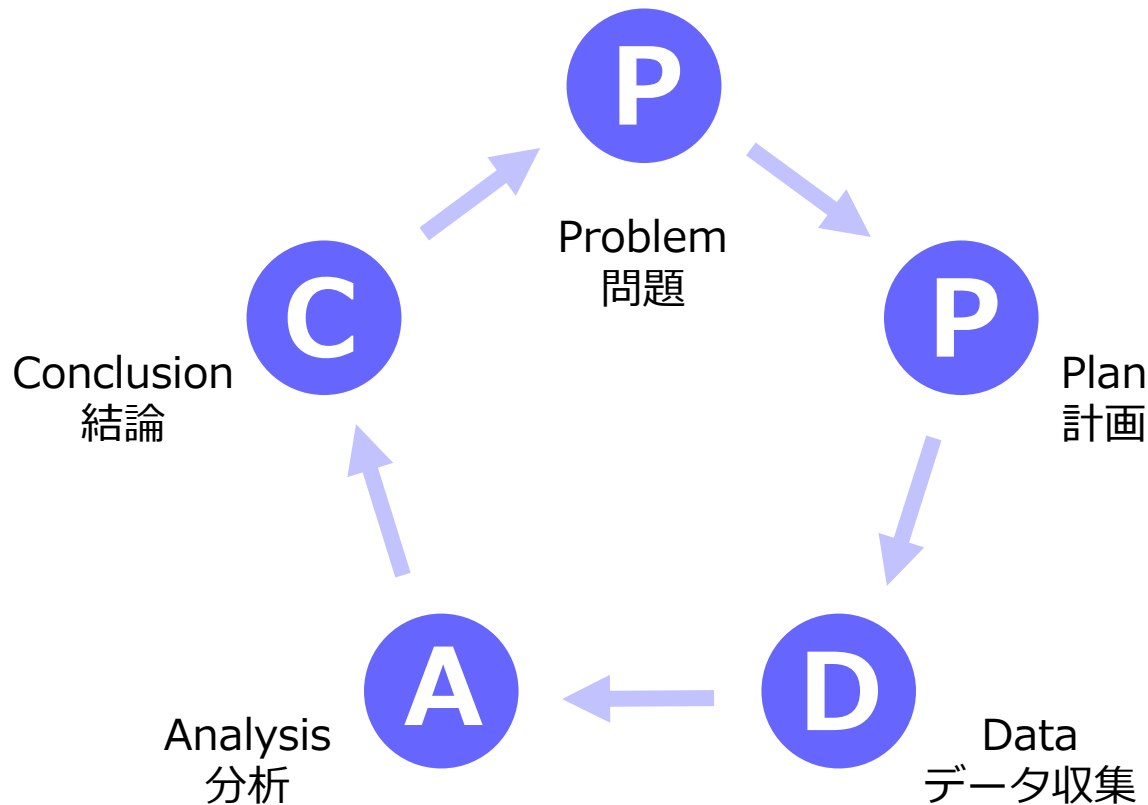 P
Problem
問題
P
Plan
計画
D
Data
データ収集
A
Analysis
分析
C
Conclusion
結論